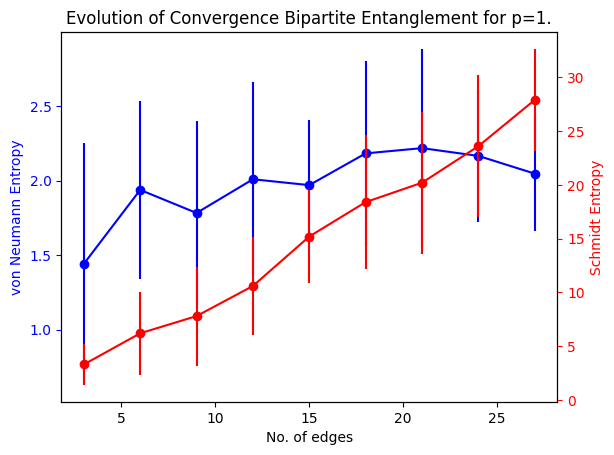 Evolution of Convergence Bipartite Entanglement for p=1.
von Neumann Entropy
2.5
2.0
1.5
1.0
30
25
20
15
10
5
0
Schmidt Entropy
5 10 15 20 25
No. of edges